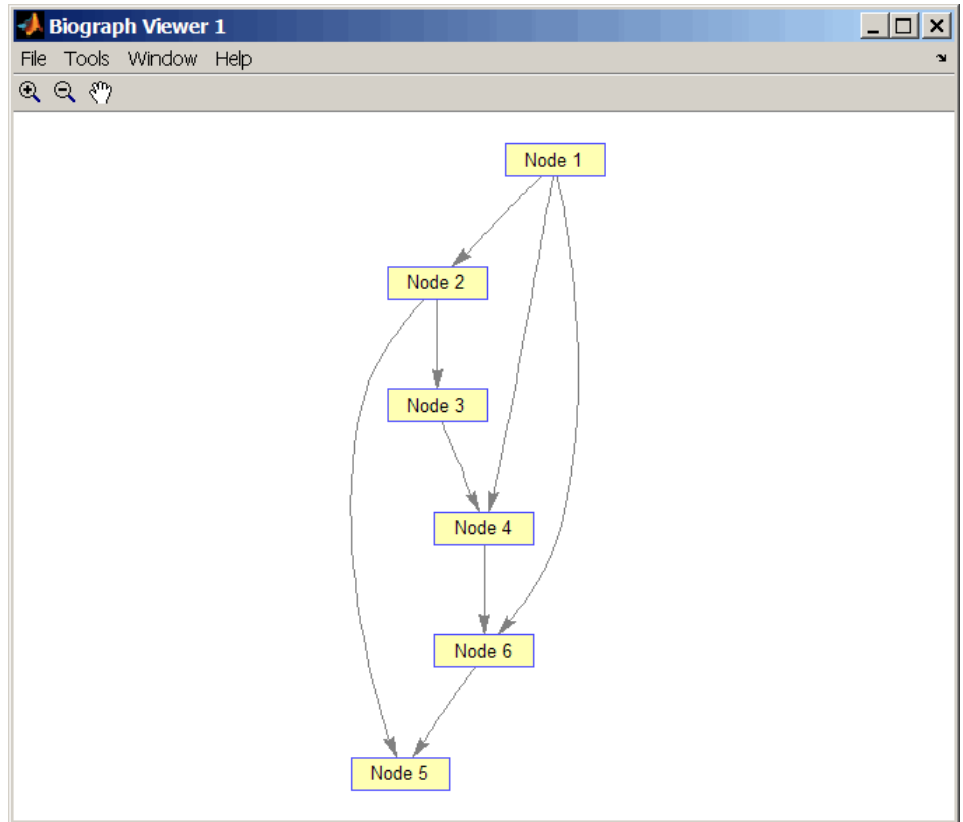 Biograph Viewer 1
File Tools Window Help
Node 1
Node 2
Node 3
Node 4
Node 6
Node 5